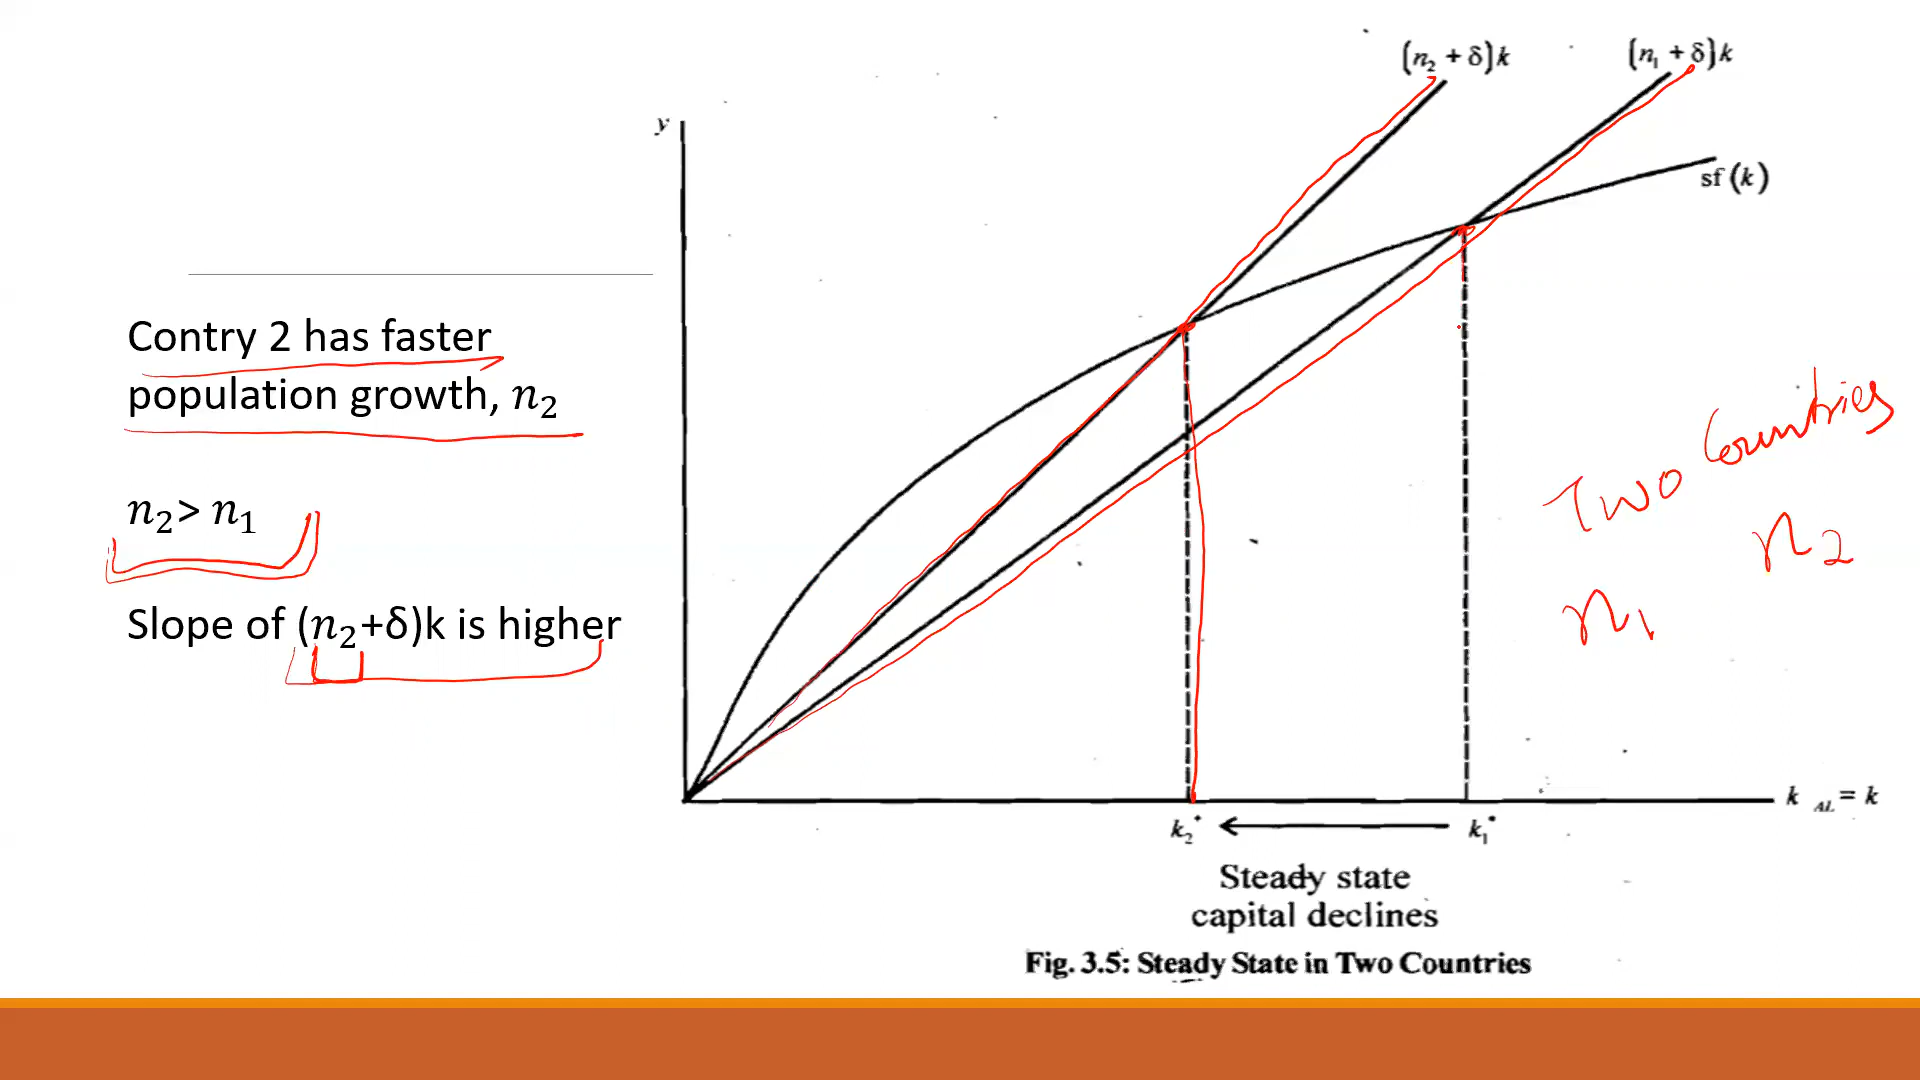 Contry 2 has faster
population growth, n₂
n₂> n₁
Slope of (n₂+δ)k is higher
(n₂ + δ)k
(n₁ + δ)k
y
sf(k)
Two Countries
n₂
n₁
k AL = k
k₂*
k₁*
Steady state
capital declines
Fig. 3.5: Steady State in Two Countries